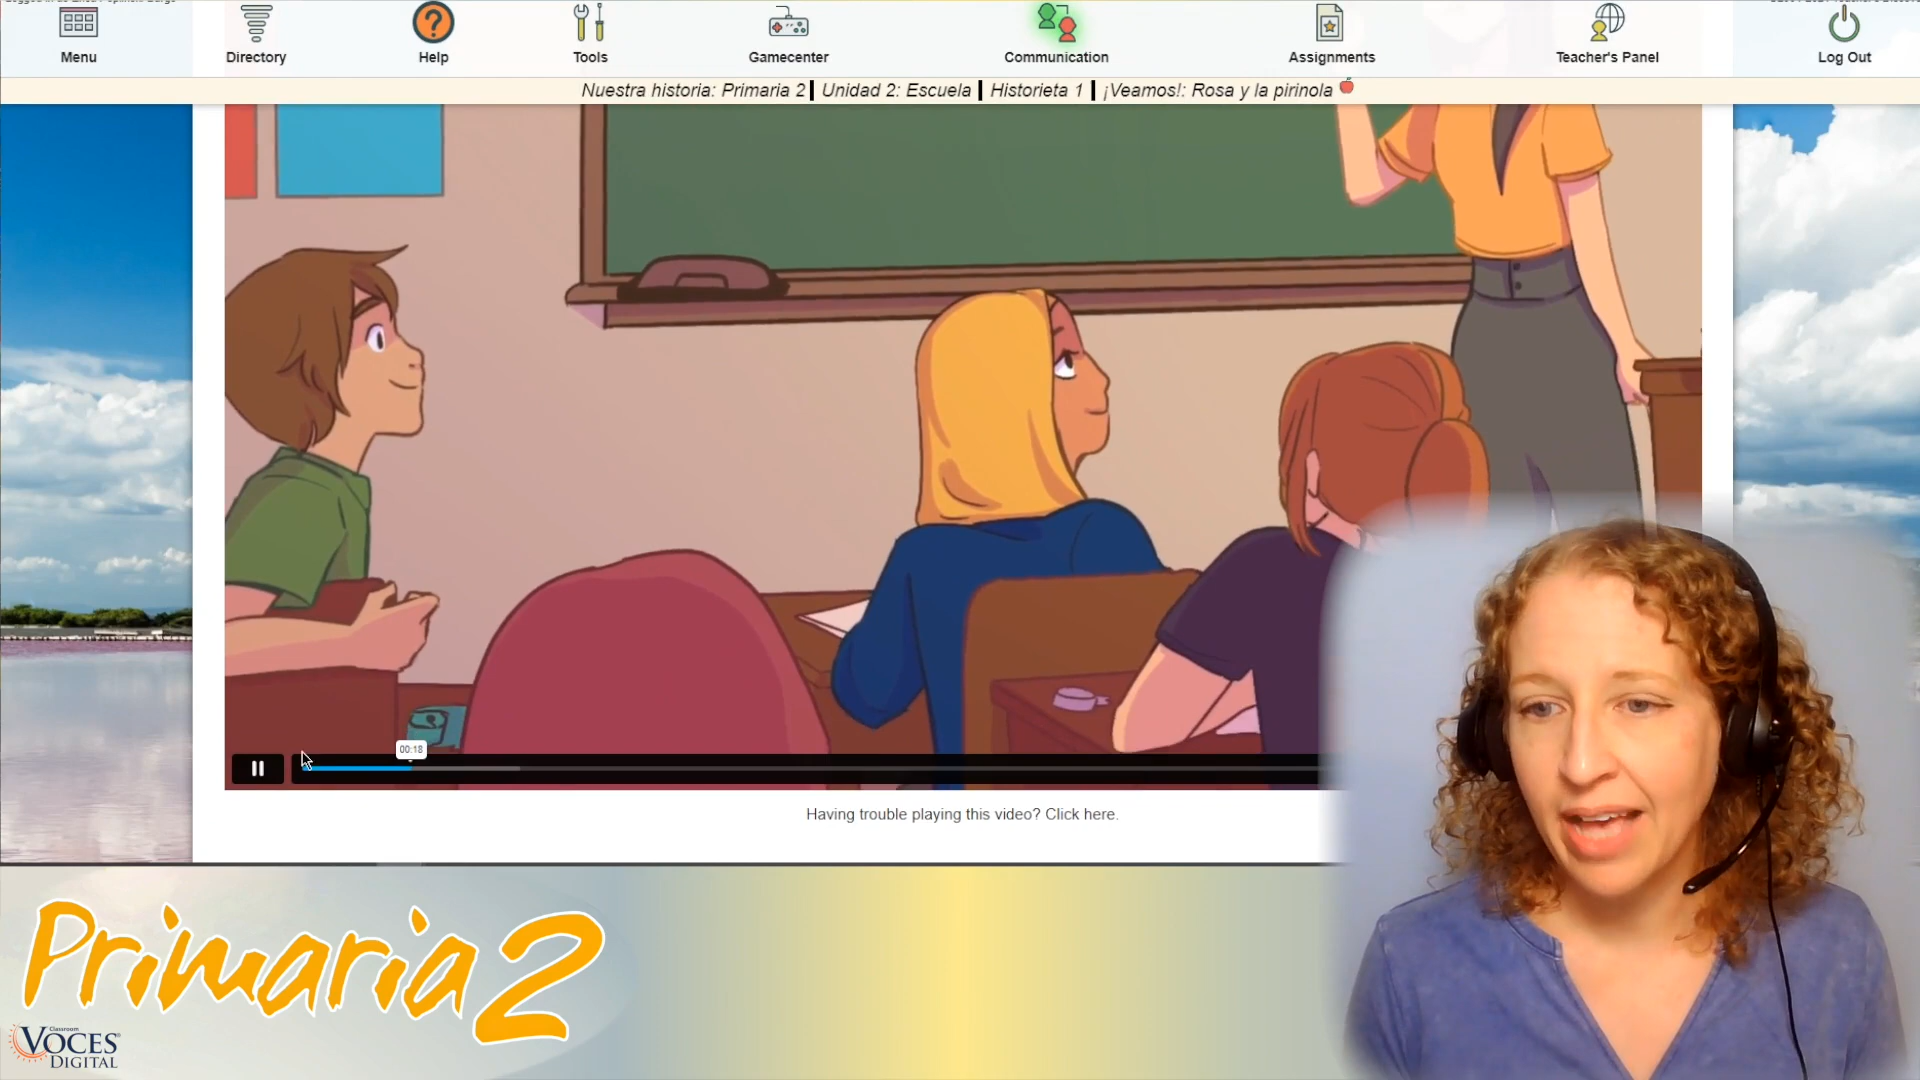 Menu
Directory
Help
Tools
Gamecenter
Communication
Assignments
Teacher's Panel
Log Out
Nuestra historia: Primaria 2 | Unidad 2: Escuela | Historieta 1 | ¡Veamos!: Rosa y la pirinola
00:18
Having trouble playing this video? Click here.
Primaria 2
Classroom
VOCES
DIGITAL